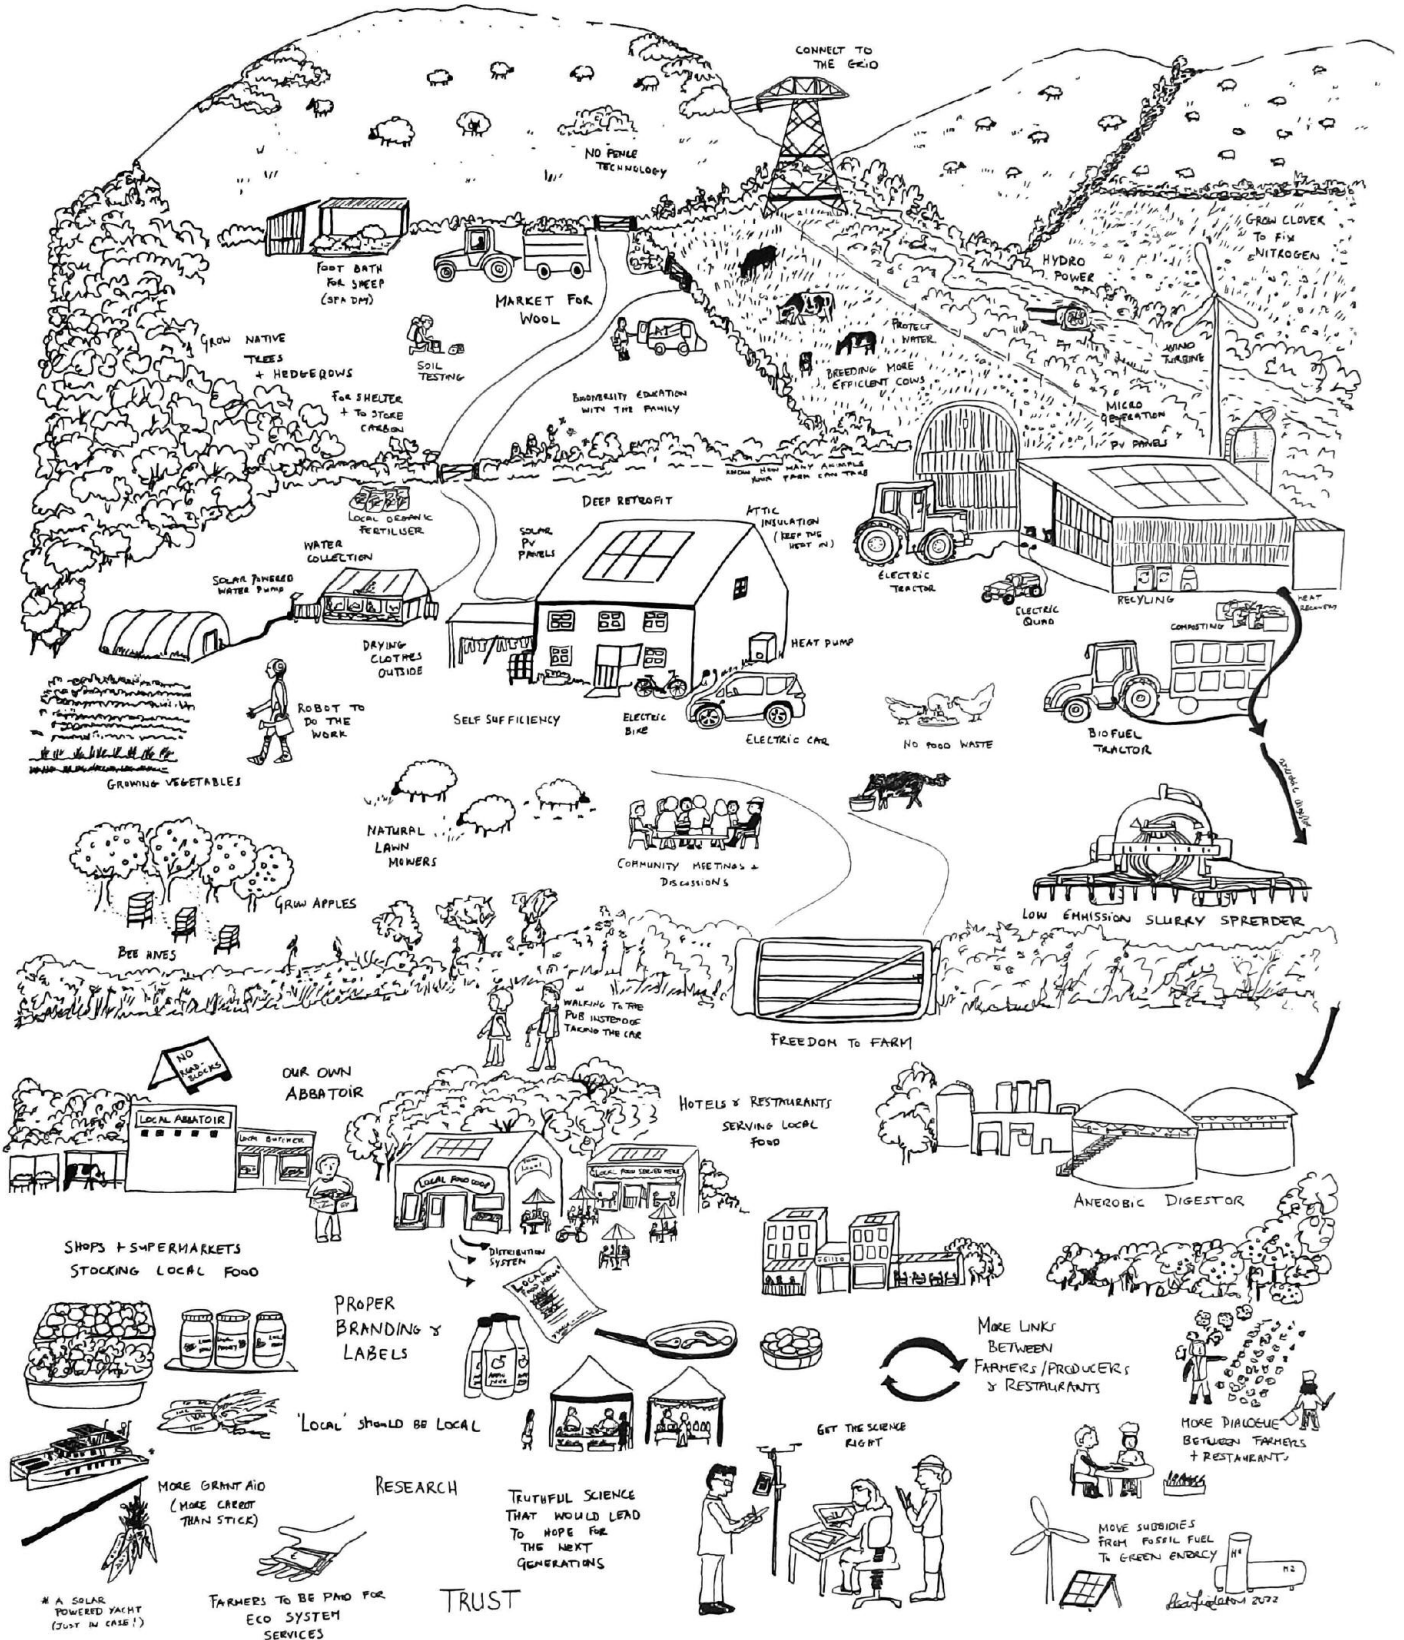 CONNECT TO
THE GRID
NO FENCE
TECHNOLOGY
GROW CLOVER
TO FIX
NITROGEN
HYDRO
POWER
FOOT BATH
FOR SHEEP
(SPA DAY)
MARKET FOR
WOOL
AI
PROTECT
WATER
WIND
TURBINE
GROW NATIVE
TREES
+ HEDGEROWS
SOIL
TESTING
BREEDING MORE
EFFICIENT COWS
FOR SHELTER
+ TO STORE
CARBON
BIODIVERSITY EDUCATION
WITH THE FAMILY
MICRO
GENERATION
PV PANELS
KNOW HOW MANY ANIMALS
YOUR FARM CAN TAKE
LOCAL ORGANIC
FERTILISER
DEEP RETROFIT
ATTIC
INSULATION
(KEEP THE
HEAT IN)
SOLAR
PV
PANELS
WATER
COLLECTION
SOLAR POWERED
WATER PUMP
ELECTRIC
TRACTOR
ELECTRIC
QUAD
RECYLING
HEAT
RECOVERY
COMPOSTING
DRYING
CLOTHES
OUTSIDE
HEAT PUMP
ROBOT TO
DO THE
WORK
SELF SUFFICIENCY
ELECTRIC
BIKE
ELECTRIC CAR
NO FOOD WASTE
BIOFUEL
TRACTOR
GROWING VEGETABLES
NATURAL
LAWN
MOWERS
COMMUNITY MEETINGS +
DISCUSSIONS
GROW APPLES
BEE HIVES
LOW EMMISSION SLURRY SPREADER
WALKING TO THE
PUB INSTEAD OF
TAKING THE CAR
FREEDOM TO FARM
NO
ROAD-
BLOCKS
OUR OWN
ABBATOIR
LOCAL ABBATOIR
LOCAL BUTCHER
HOTELS & RESTAURANTS
SERVING LOCAL
FOOD
LOCAL FOOD COOP
LOCAL FOOD SERVED HERE
ANEROBIC DIGESTOR
SHOPS + SUPERMARKETS
STOCKING LOCAL FOOD
DISTRIBUTION
SYSTEM
LOCAL
FOOD MENU
PROPER
BRANDING &
LABELS
MORE LINKS
BETWEEN
FARMERS/PRODUCERS
& RESTAURANTS
'LOCAL' SHOULD BE LOCAL
MORE DIALOGUE
BETWEEN FARMERS
+ RESTAURANTS
GET THE SCIENCE
RIGHT
MORE GRANT AID
(MORE CARROT
THAN STICK)
RESEARCH
TRUTHFUL SCIENCE
THAT WOULD LEAD
TO HOPE FOR
THE NEXT
GENERATIONS
MOVE SUBSIDIES
FROM FOSSIL FUEL
TO GREEN ENERGY
H2
* A SOLAR
POWERED YACHT
(JUST IN CASE!)
FARMERS TO BE PAID FOR
ECO SYSTEM
SERVICES
TRUST
2022